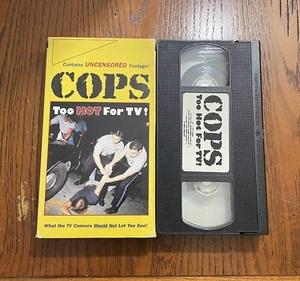 Contains UNCENSORED Footage!
COPS
Too HOT For TV!
What the TV Censors Would Not Let You See!
COPS
Too Hot For TV!